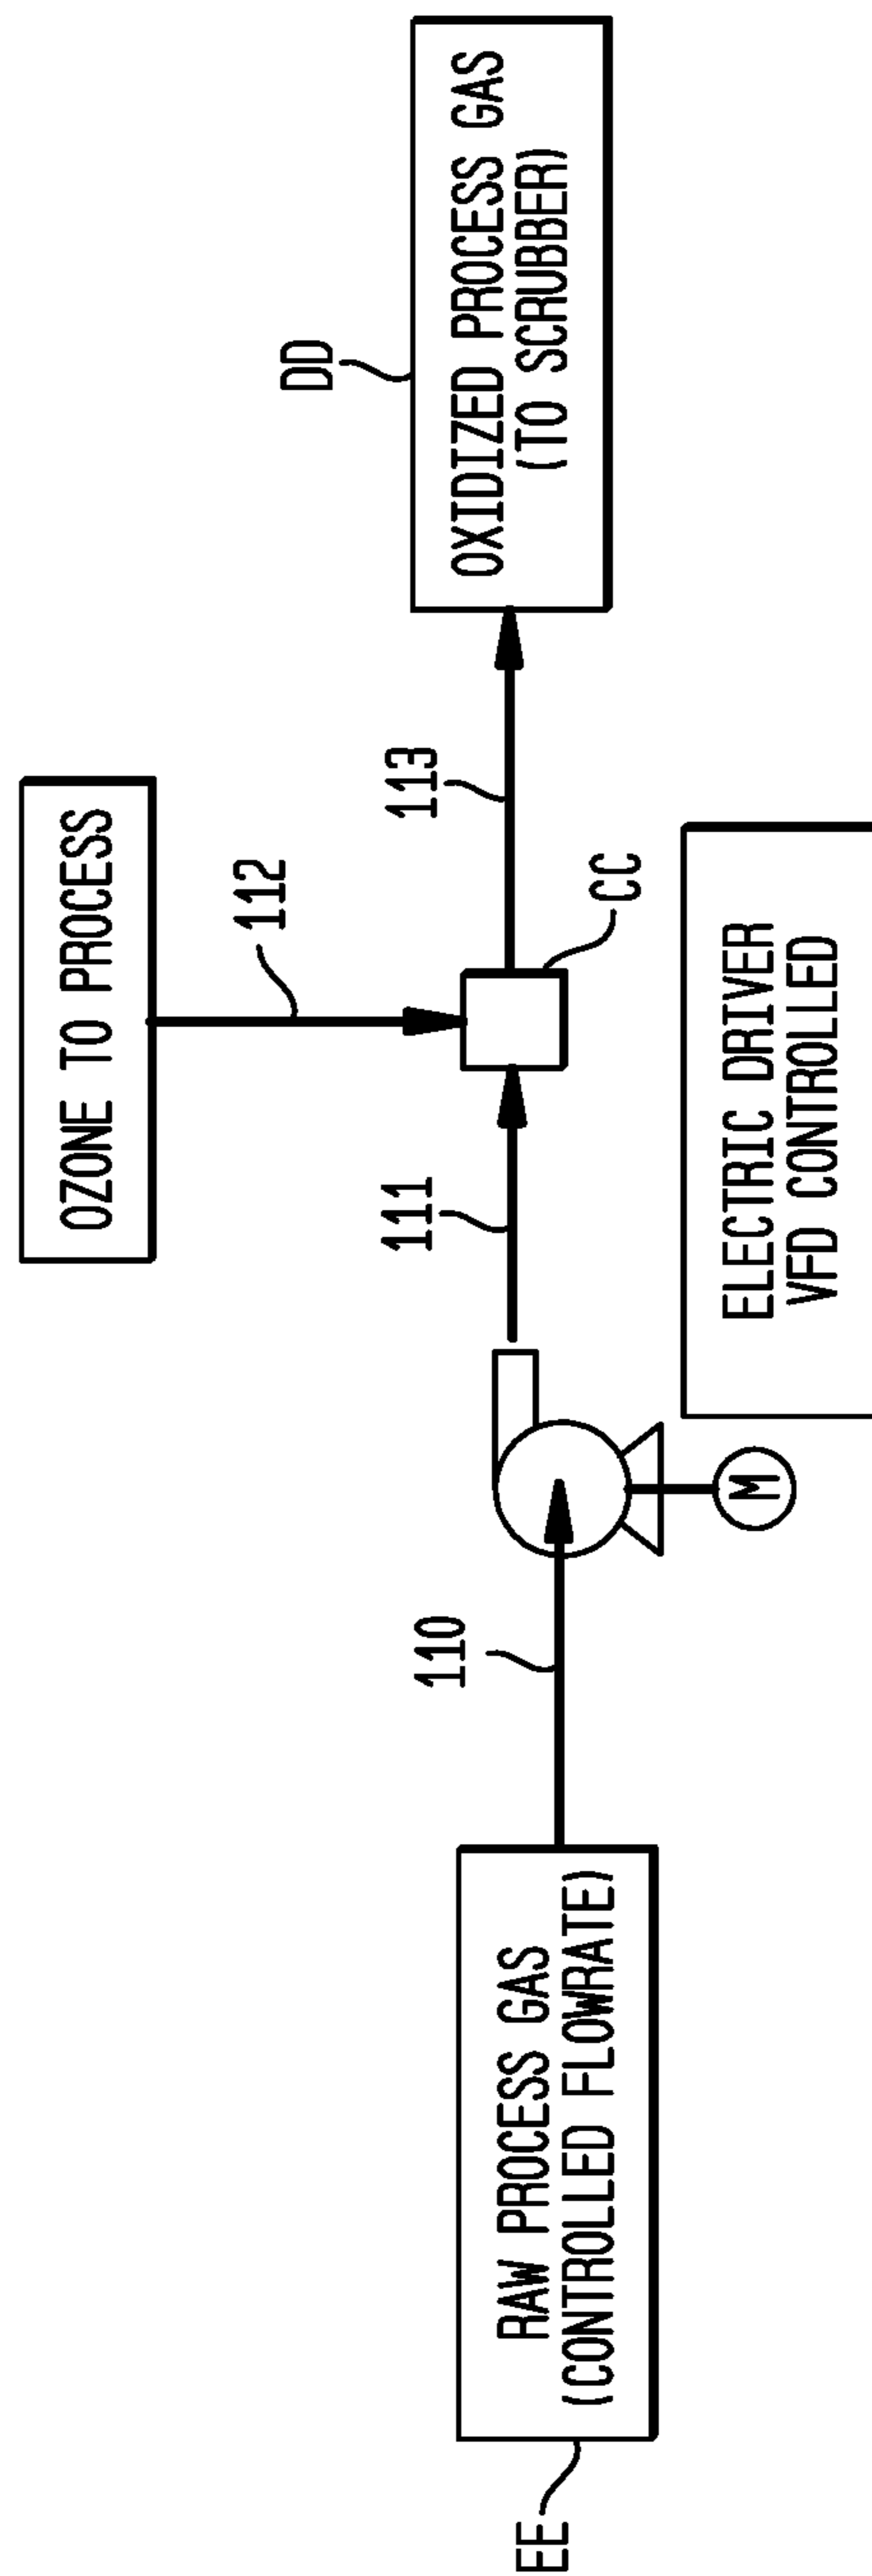 OZONE TO PROCESS
112
DD
EE
RAW PROCESS GAS
(CONTROLLED FLOWRATE)
110
111
113
OXIDIZED PROCESS GAS
(TO SCRUBBER)
CC
M
ELECTRIC DRIVER
VFD CONTROLLED